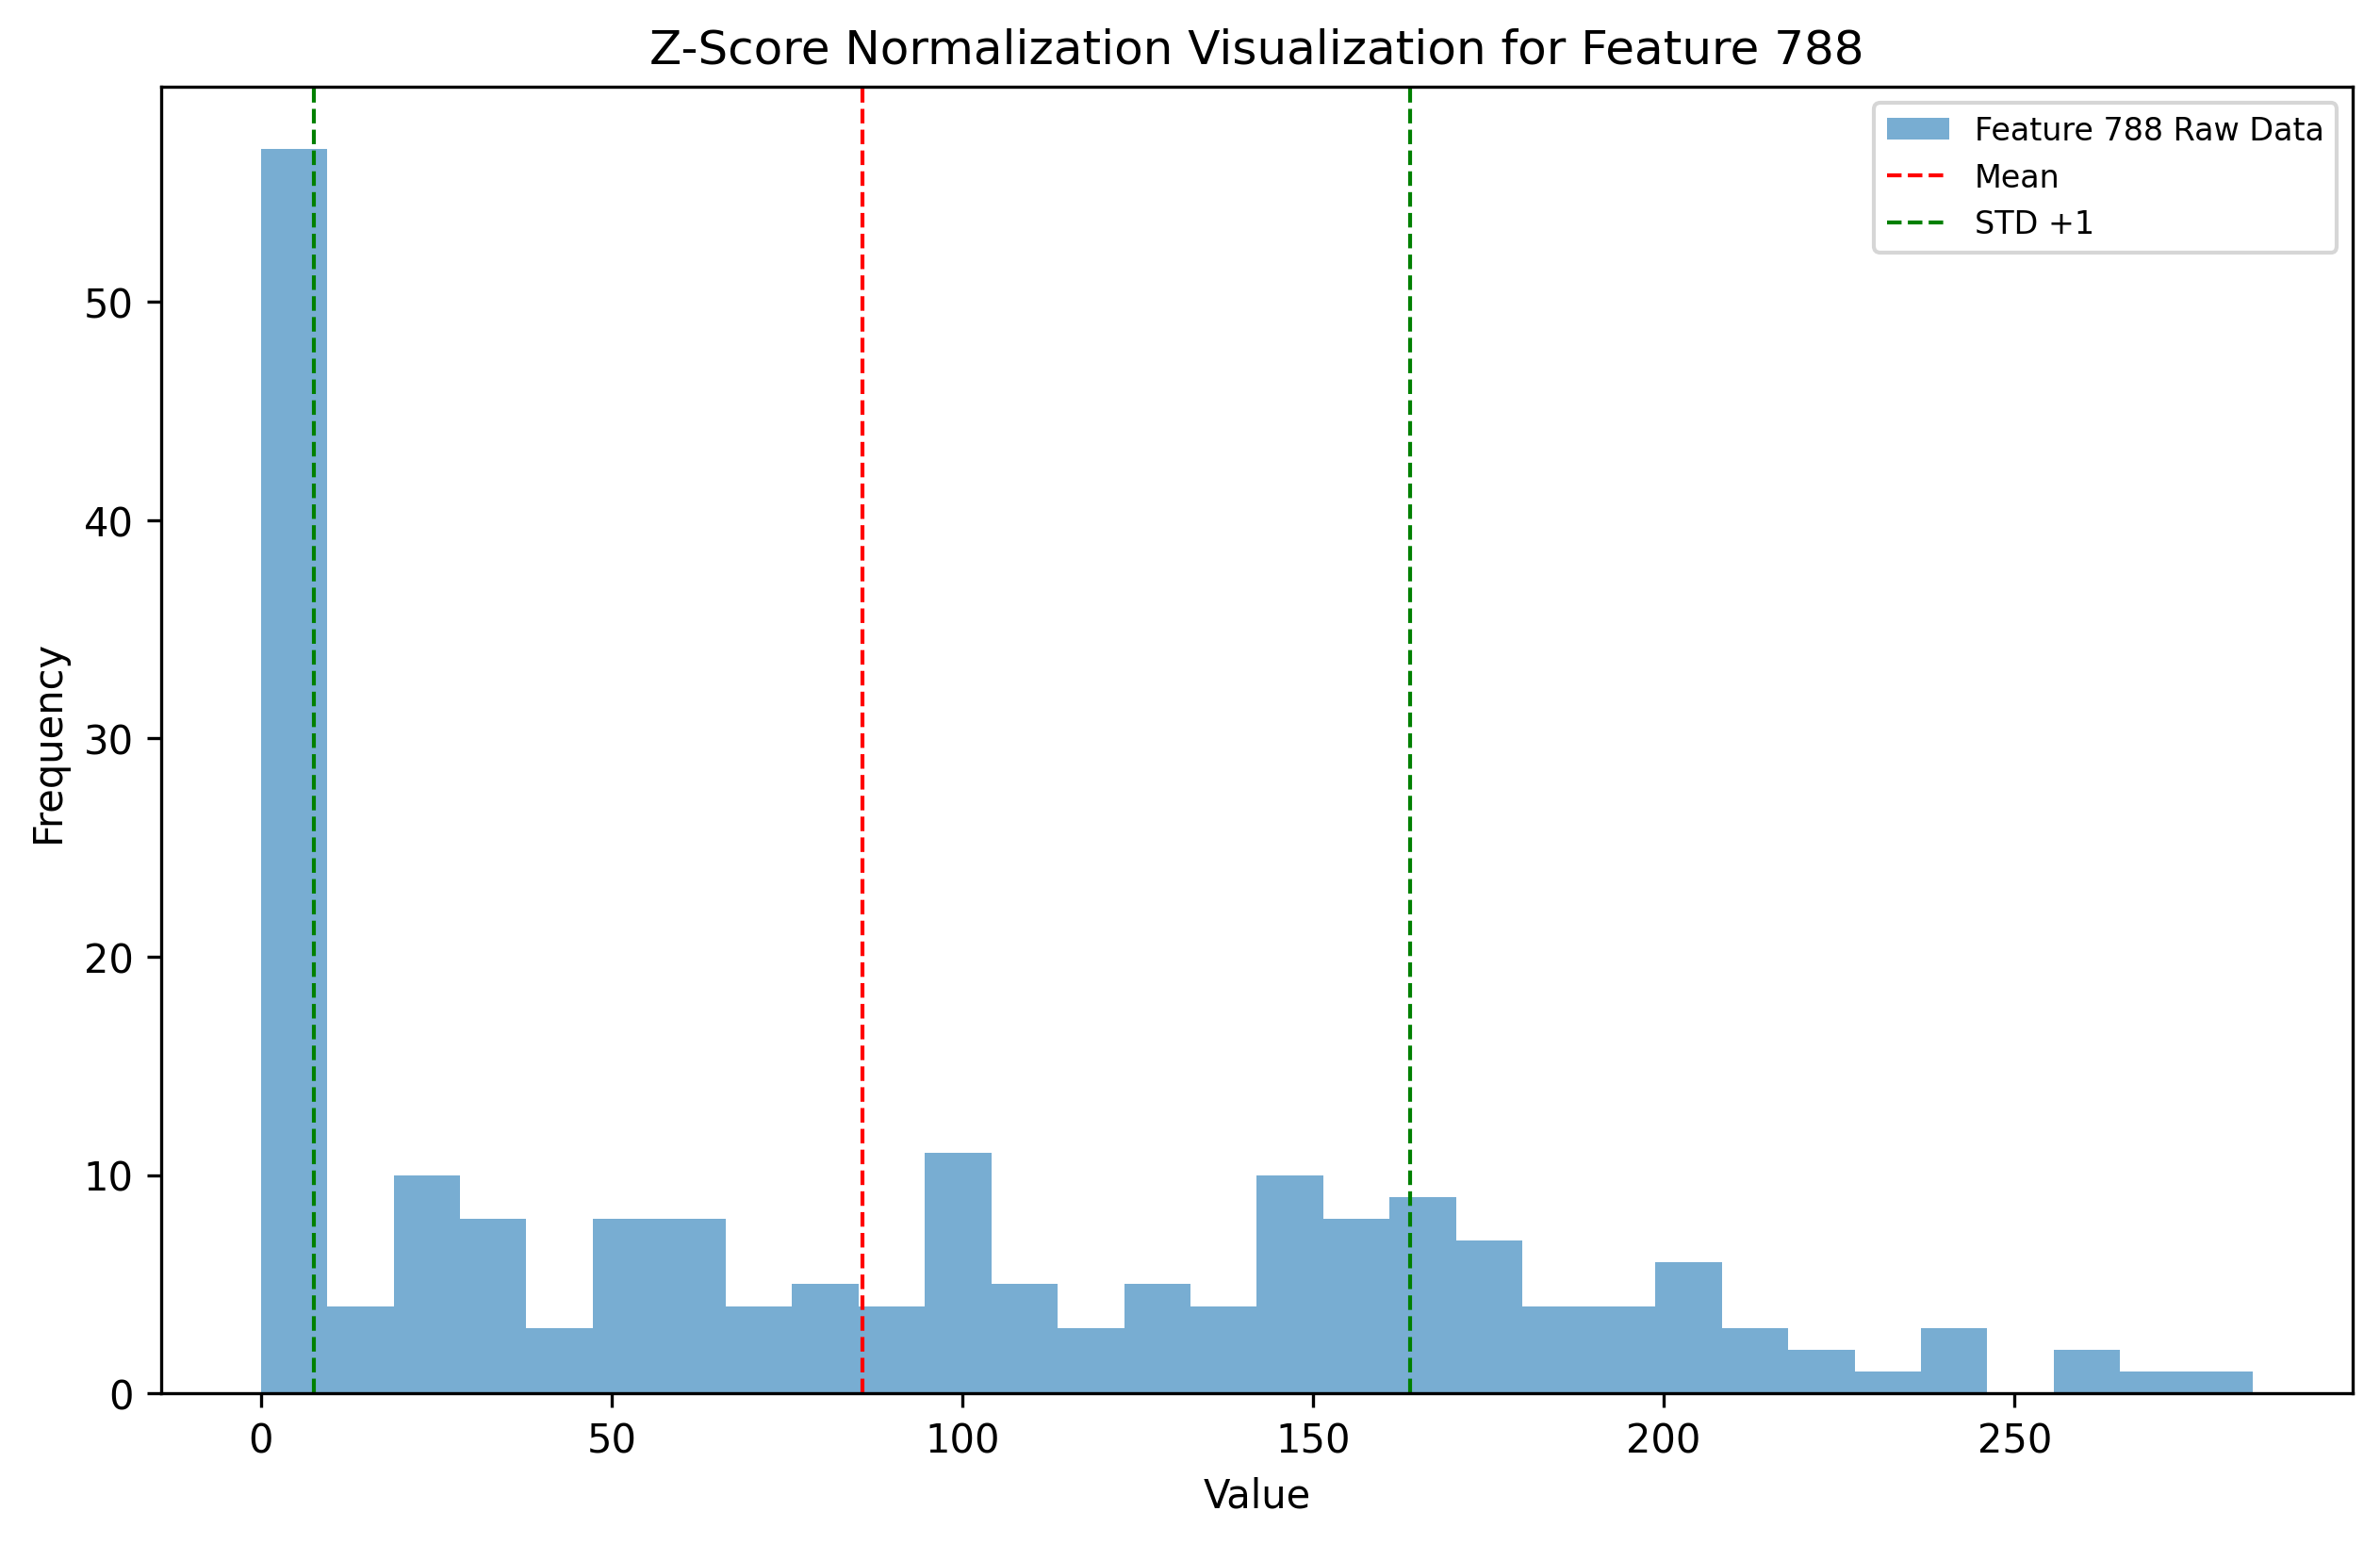 Z-Score Normalization Visualization for Feature 788
Feature 788 Raw Data
Mean
STD +1
50
40
30
20
10
0
Frequency
0 50 100 150 200 250
Value